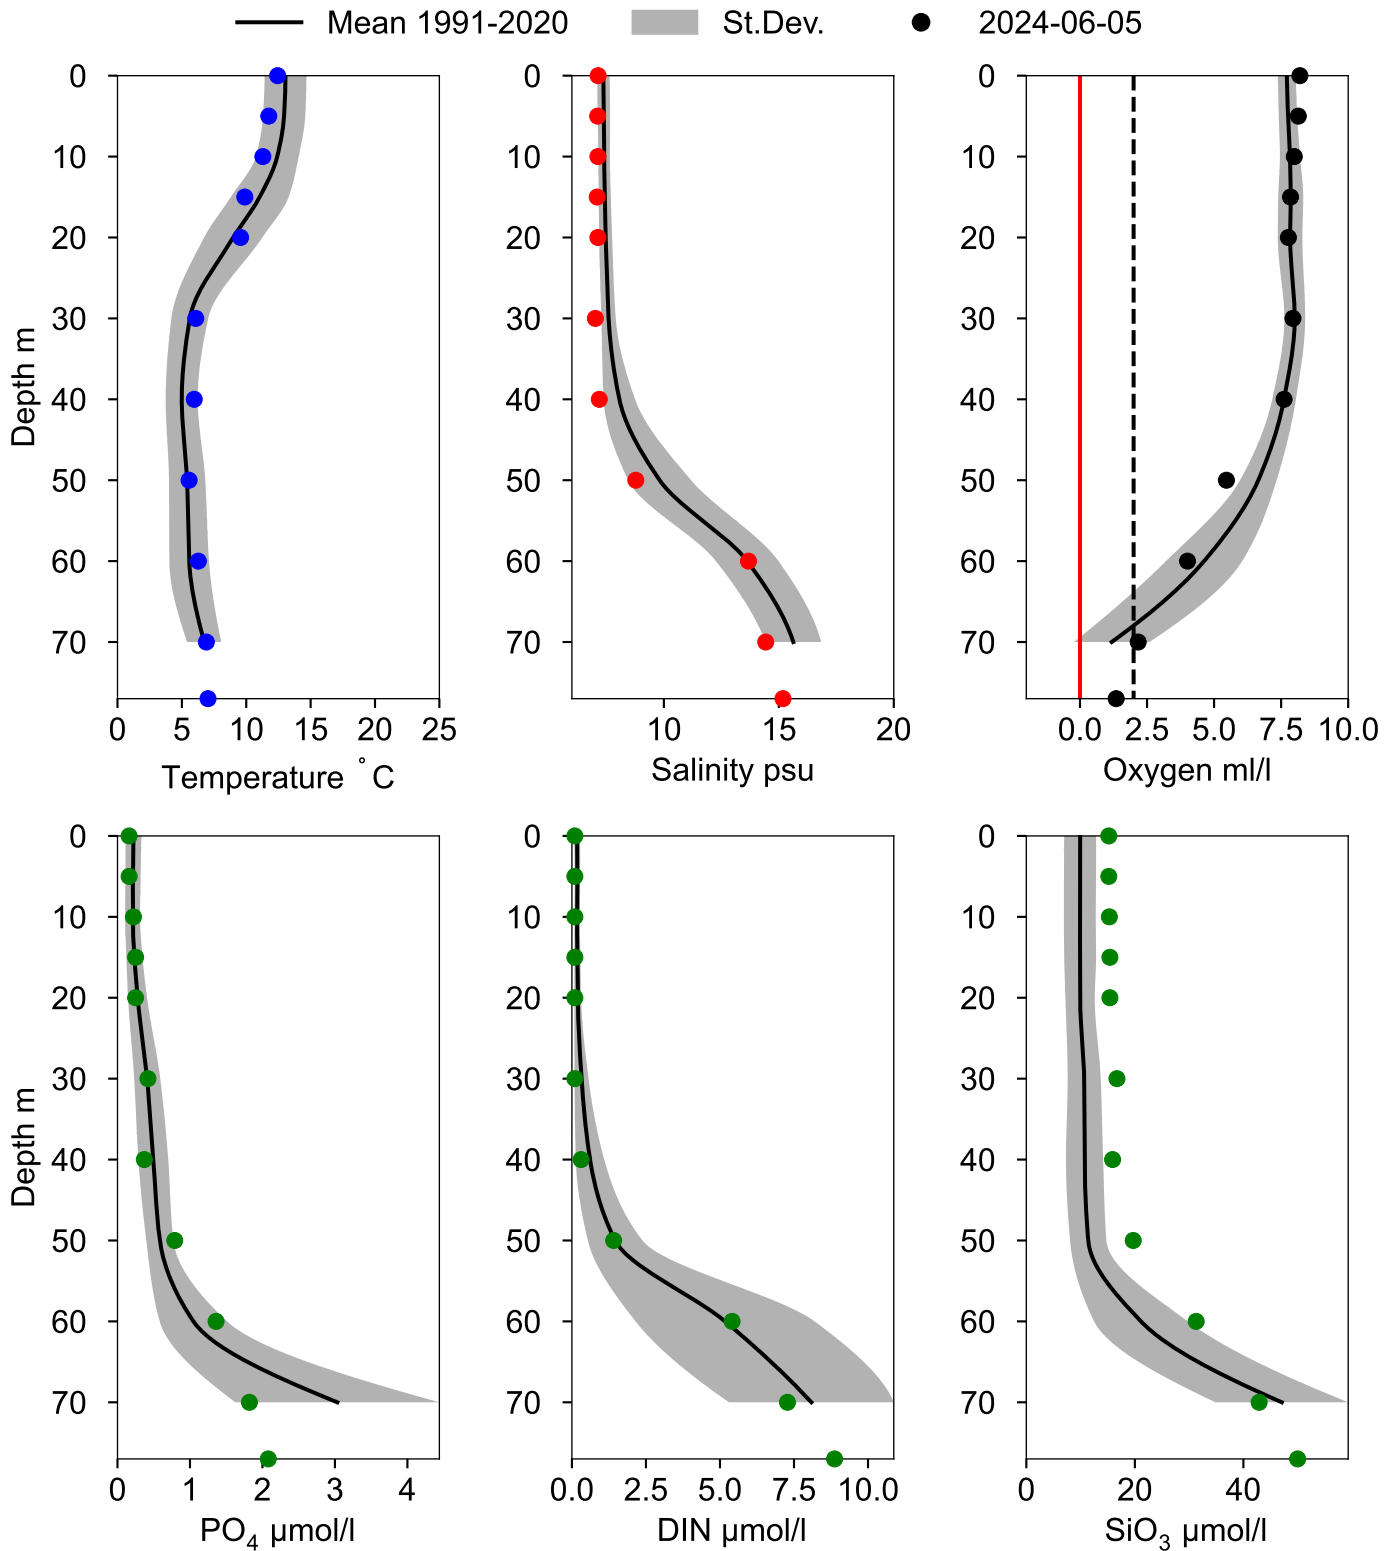 Mean 1991-2020 St.Dev. 2024-06-05
0 0 0
10 10 10
20 20 20
30 30 30
40 40 40
50 50 50
60 60 60
70 70 70
Depth m
0 5 10 15 20 25 10 15 20 0.0 2.5 5.0 7.5 10.0
Temperature °C Salinity psu Oxygen ml/l
0 0 0
10 10 10
20 20 20
30 30 30
40 40 40
50 50 50
60 60 60
70 70 70
Depth m
0 1 2 3 4 0.0 2.5 5.0 7.5 10.0 0 20 40
PO₄ µmol/l DIN µmol/l SiO₃ µmol/l